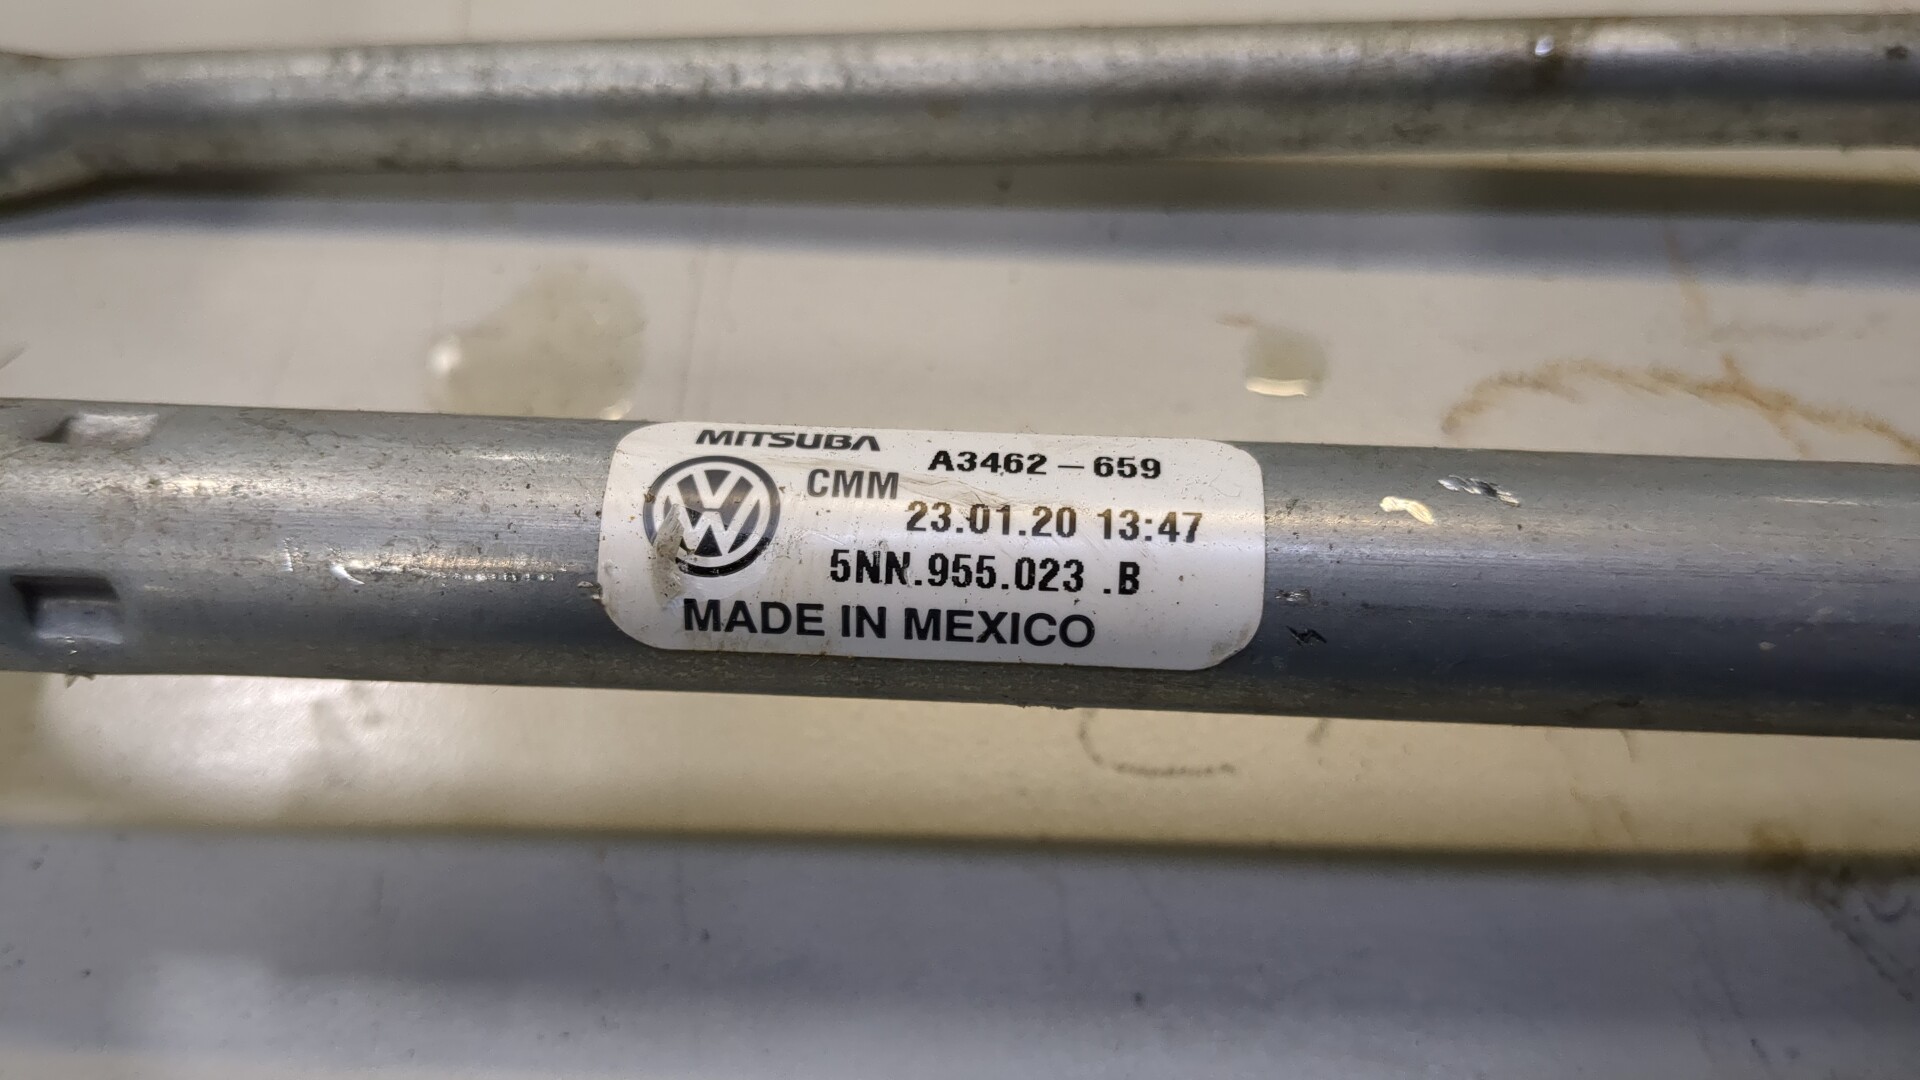 MITSUBA A3462-659
CMM
23.01.20 13:47
5NN.955.023 .B
MADE IN MEXICO